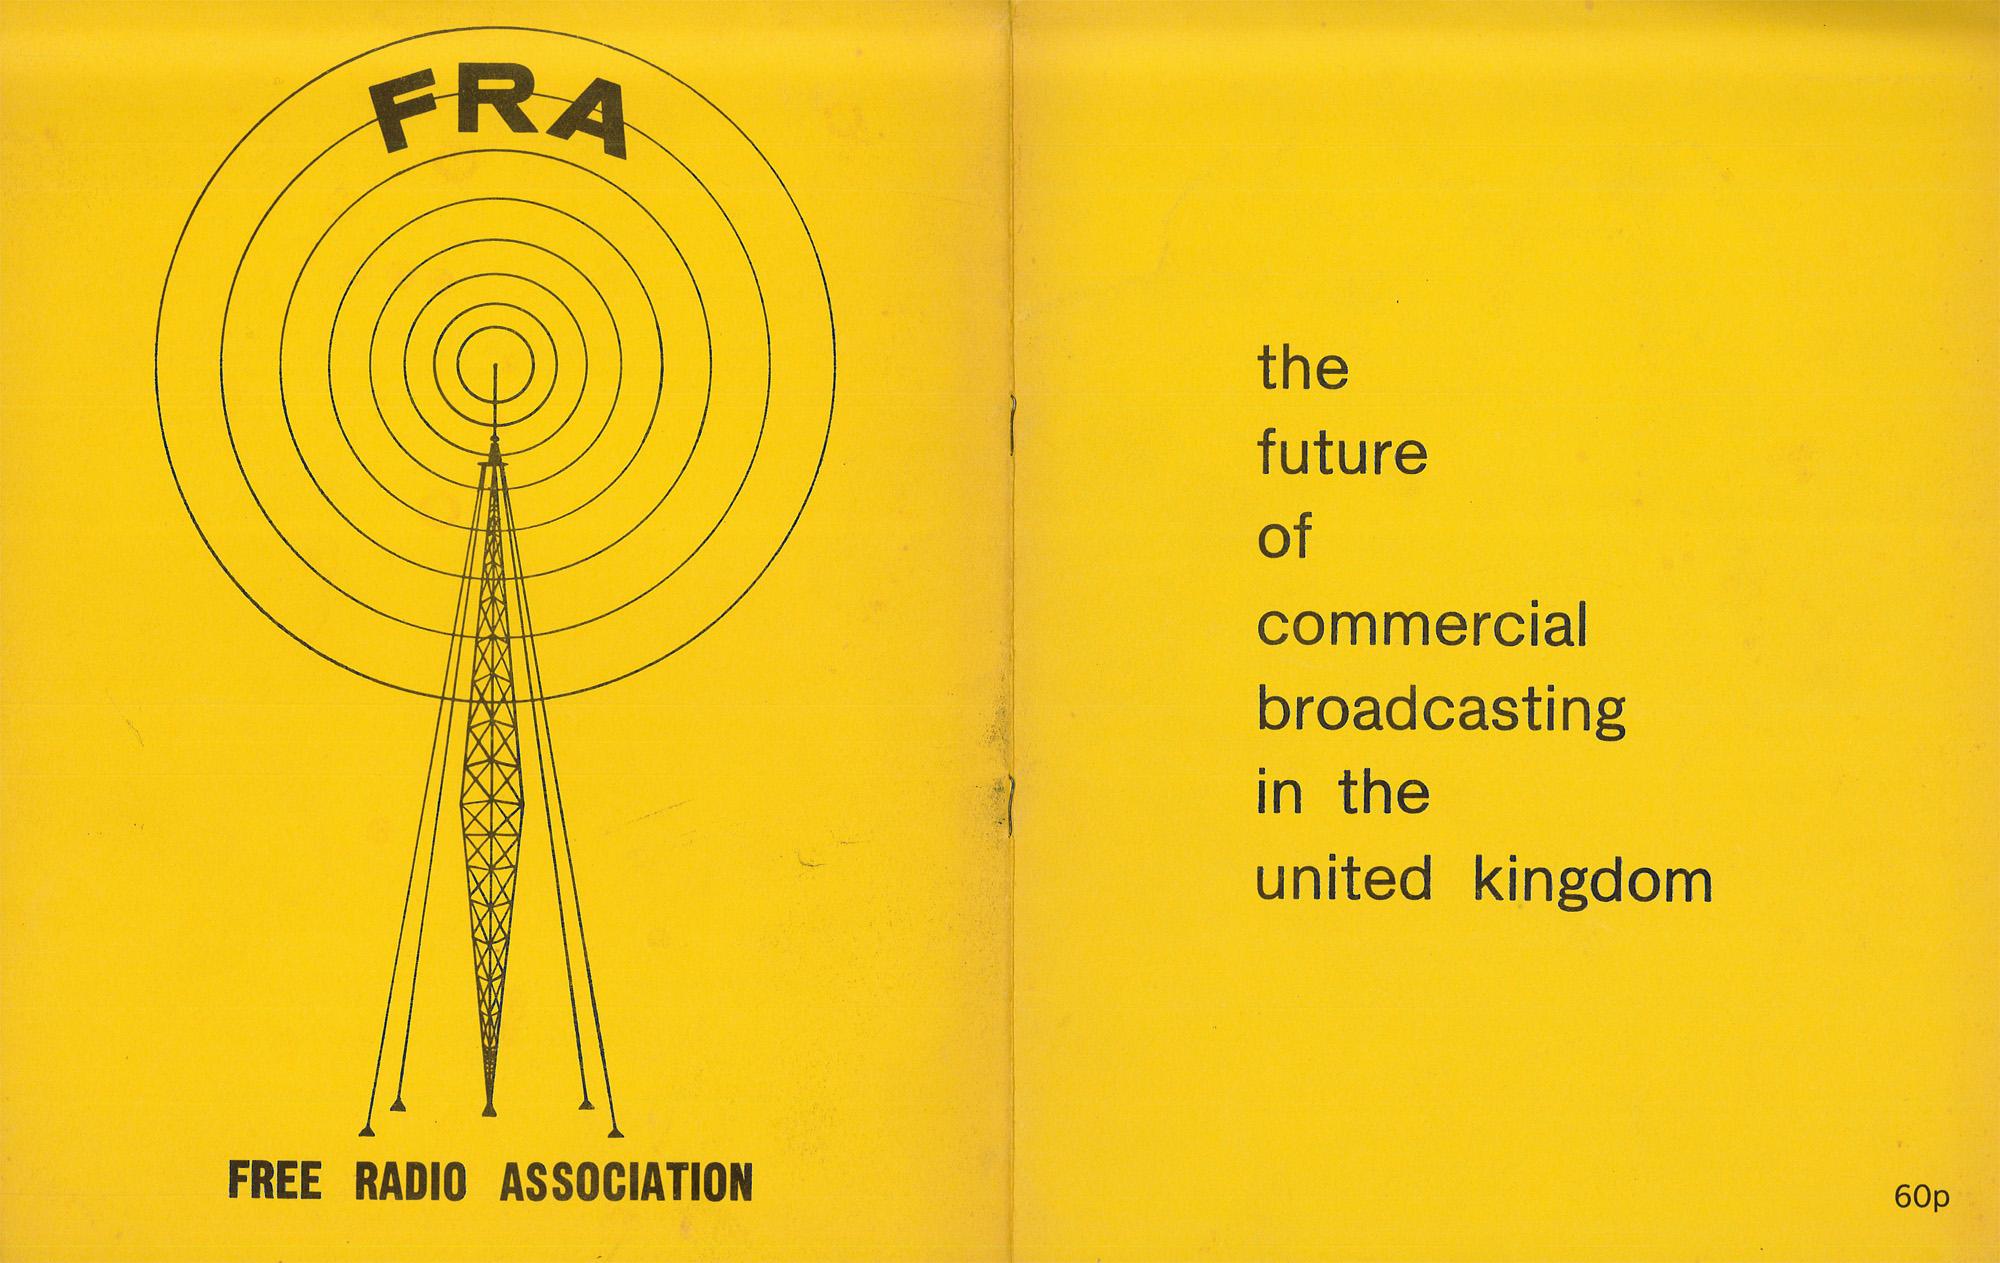 FRA
FREE RADIO ASSOCIATION
the
future
of
commercial
broadcasting
in the
united kingdom
60p